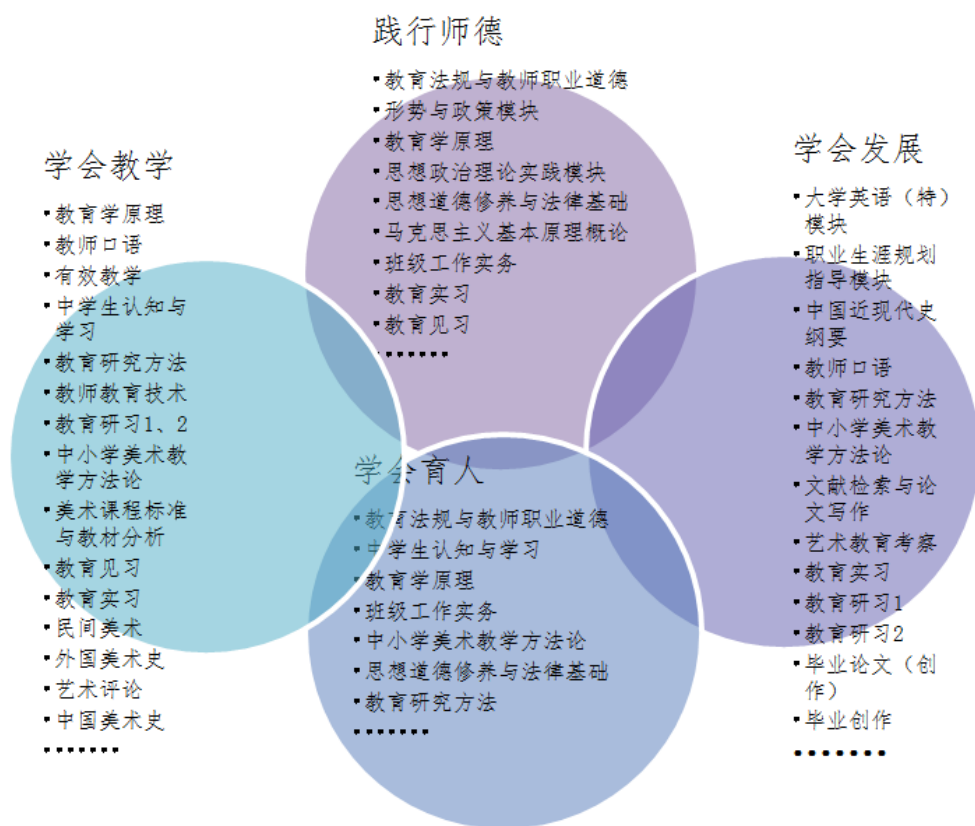 践行师德
▪教育法规与教师职业道德
▪形势与政策模块
▪教育学原理
▪思想政治理论实践模块
▪思想道德修养与法律基础
▪马克思主义基本原理概论
▪班级工作实务
▪教育实习
▪教育见习
▪▪▪▪▪▪▪
学会教学
▪教育学原理
▪教师口语
▪有效教学
▪中学生认知与
学习
▪教育研究方法
▪教师教育技术
▪教育研习1、2
▪中小学美术教
学方法论
▪美术课程标准
与教材分析
▪教育见习
▪教育实习
▪民间美术
▪外国美术史
▪艺术评论
▪中国美术史
▪▪▪▪▪▪▪
学会育人
▪教育法规与教师职业道德
▪中学生认知与学习
▪教育学原理
▪班级工作实务
▪中小学美术教学方法论
▪思想道德修养与法律基础
▪教育研究方法
▪▪▪▪▪▪▪
学会发展
▪大学英语（特）
模块
▪职业生涯规划
指导模块
▪中国近现代史
纲要
▪教师口语
▪教育研究方法
▪中小学美术教
学方法论
▪文献检索与论
文写作
▪艺术教育考察
▪教育实习
▪教育研习1
▪教育研习2
▪毕业论文（创
作）
▪毕业创作
▪▪▪▪▪▪▪